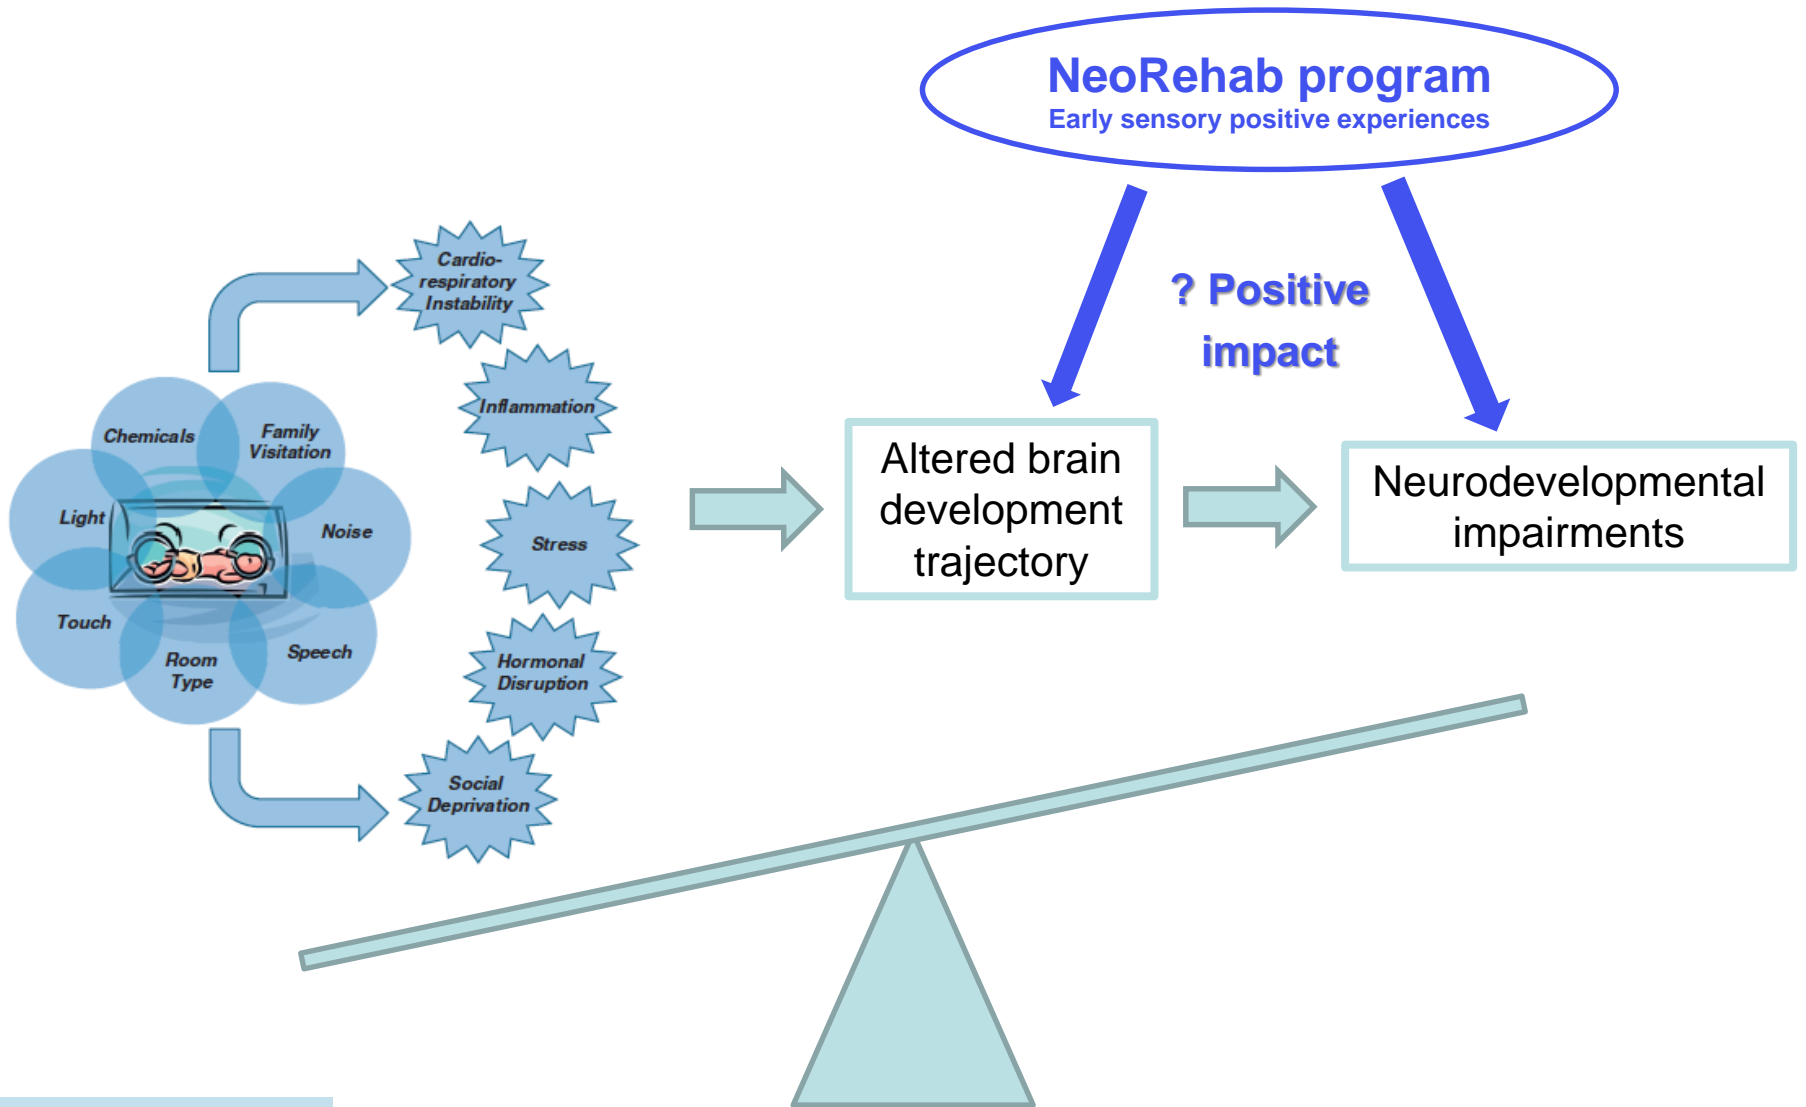 NeoRehab program
Early sensory positive experiences
? Positive
impact
Cardio-
respiratory
Instability
Inflammation
Stress
Hormonal
Disruption
Social
Deprivation
Chemicals
Family
Visitation
Light
Noise
Touch
Speech
Room
Type
Altered brain
development
trajectory
Neurodevelopmental
impairments